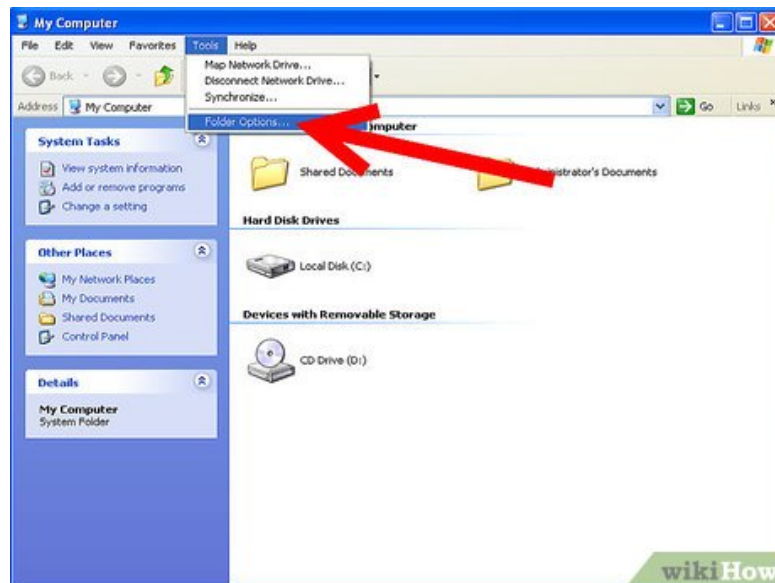 My Computer
File Edit View Favorites Tools Help
Back
Map Network Drive...
Disconnect Network Drive...
Synchronize...
Folder Options...
Address My Computer Go Links
System Tasks
View system information
Add or remove programs
Change a setting
Other Places
My Network Places
My Documents
Shared Documents
Control Panel
Details
My Computer
System Folder
Shared Documents
Documents
Hard Disk Drives
Local Disk (C:)
Devices with Removable Storage
CD Drive (D:)
wikiHow